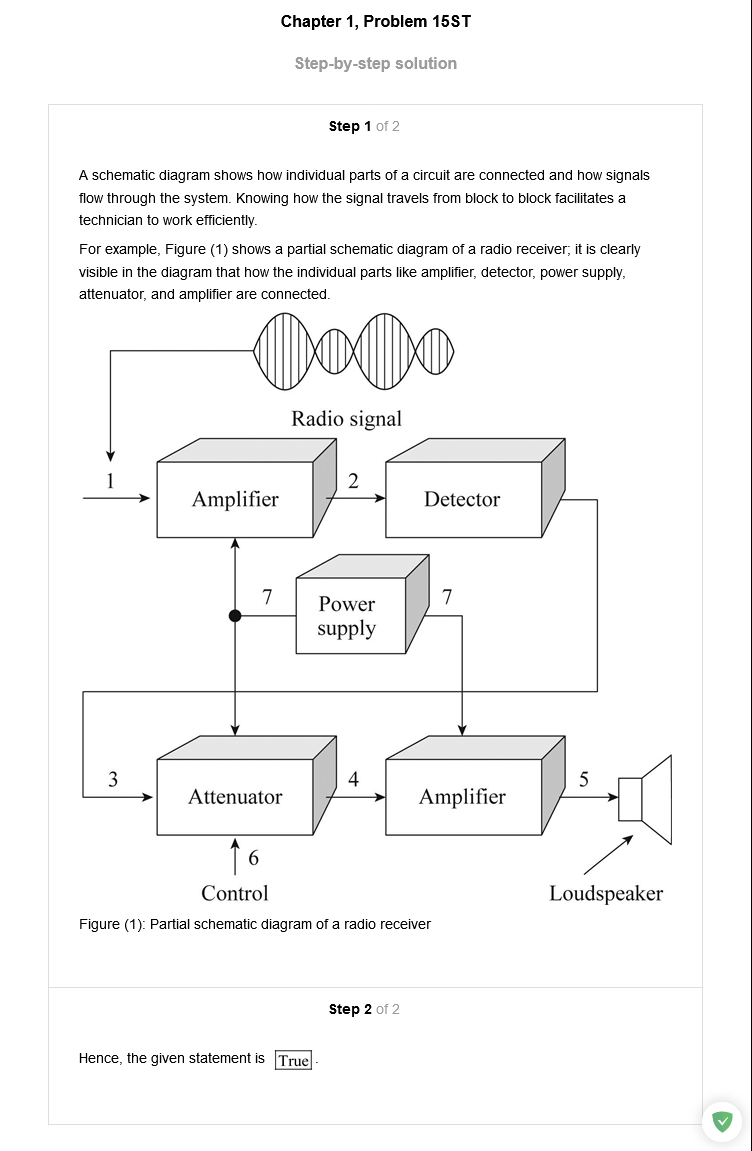 Chapter 1, Problem 15ST
Step-by-step solution
Step 1 of 2
A schematic diagram shows how individual parts of a circuit are connected and how signals
flow through the system. Knowing how the signal travels from block to block facilitates a
technician to work efficiently.
For example, Figure (1) shows a partial schematic diagram of a radio receiver; it is clearly
visible in the diagram that how the individual parts like amplifier, detector, power supply,
attenuator, and amplifier are connected.
Radio signal
1
Amplifier
2
Detector
7
Power
supply
7
3
Attenuator
4
Amplifier
5
6
Control
Loudspeaker
Figure (1): Partial schematic diagram of a radio receiver
Step 2 of 2
Hence, the given statement is True.